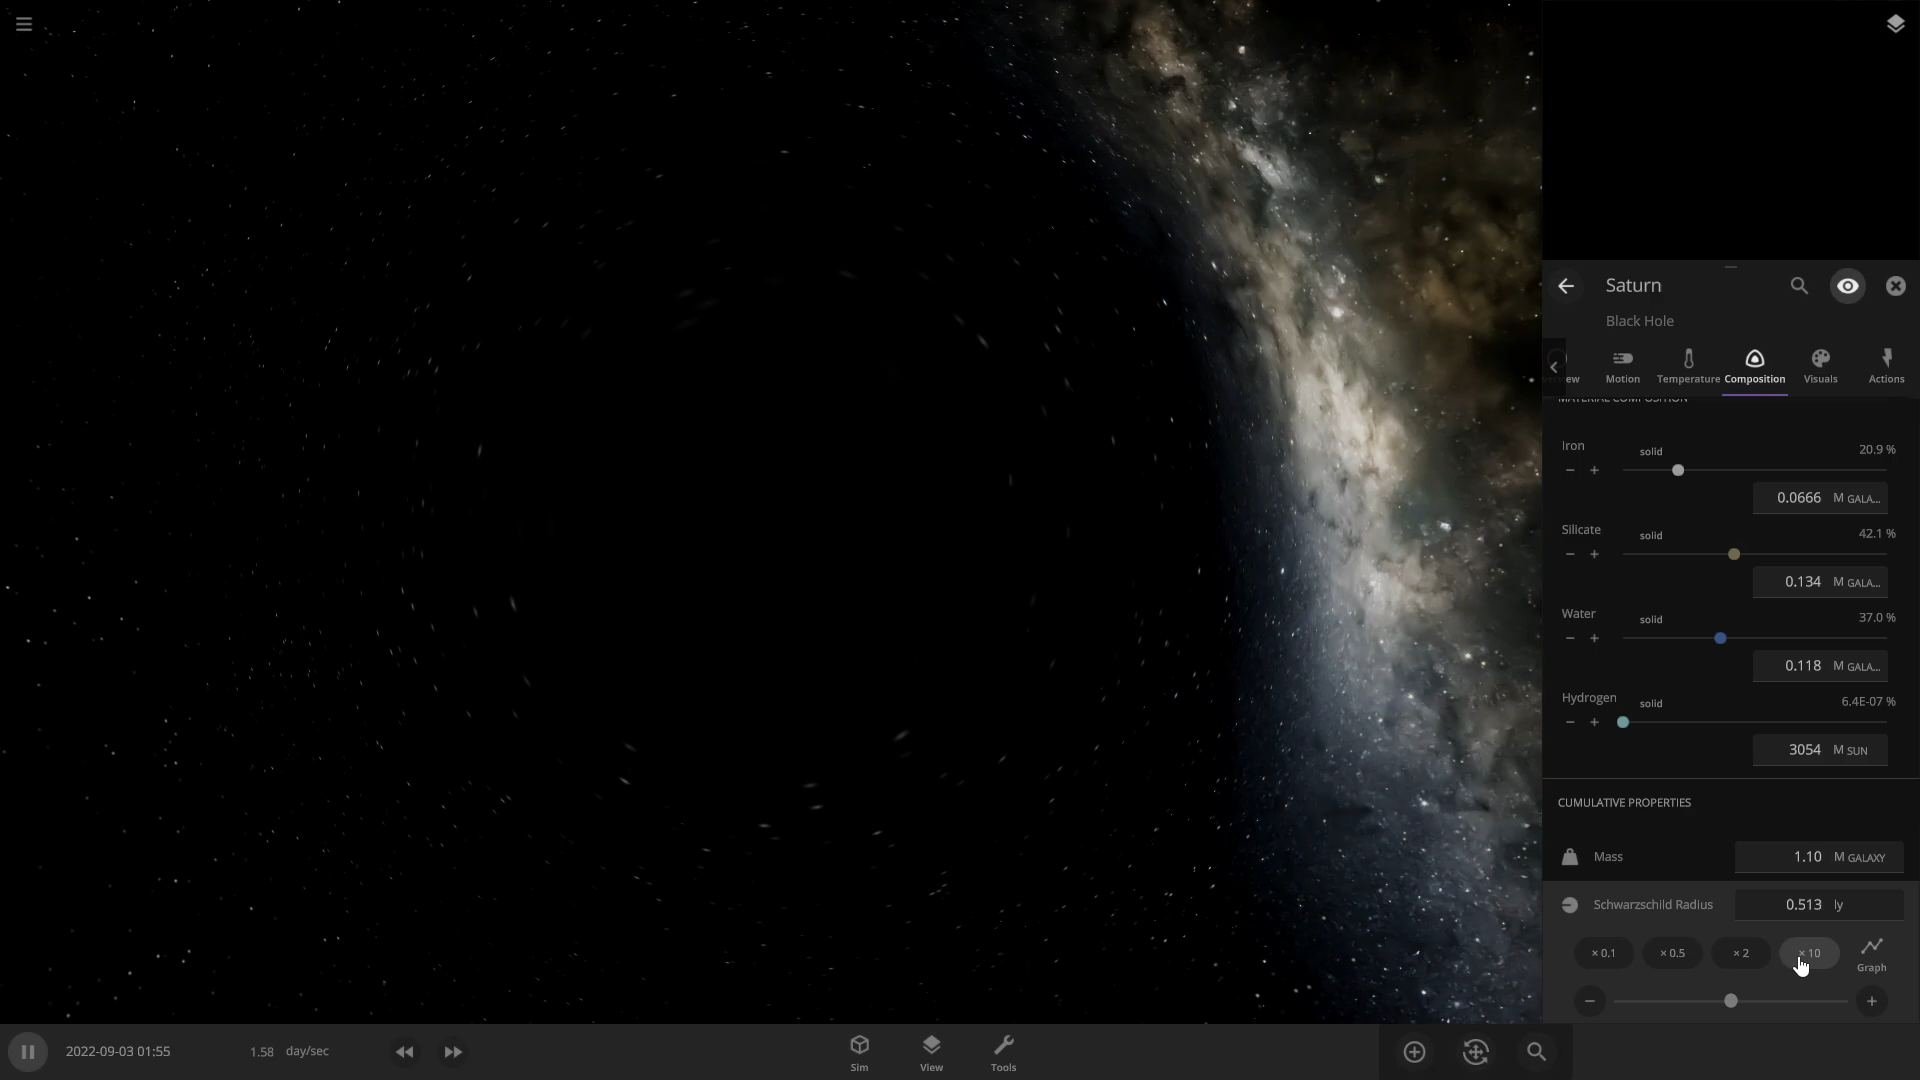 Saturn
Black Hole
ew
Motion
Temperature
Composition
Visuals
Actions
MATERIAL COMPOSITION
Iron
solid
20.9 %
0.0666 M GALA...
Silicate
solid
42.1 %
0.134 M GALA...
Water
solid
37.0 %
0.118 M GALA...
Hydrogen
solid
6.4E-07 %
3054 M SUN
CUMULATIVE PROPERTIES
Mass
1.10 M GALAXY
Schwarzschild Radius
0.513 ly
× 0.1
× 0.5
× 2
× 10
Graph
2022-09-03 01:55
1.58 day/sec
Sim
View
Tools